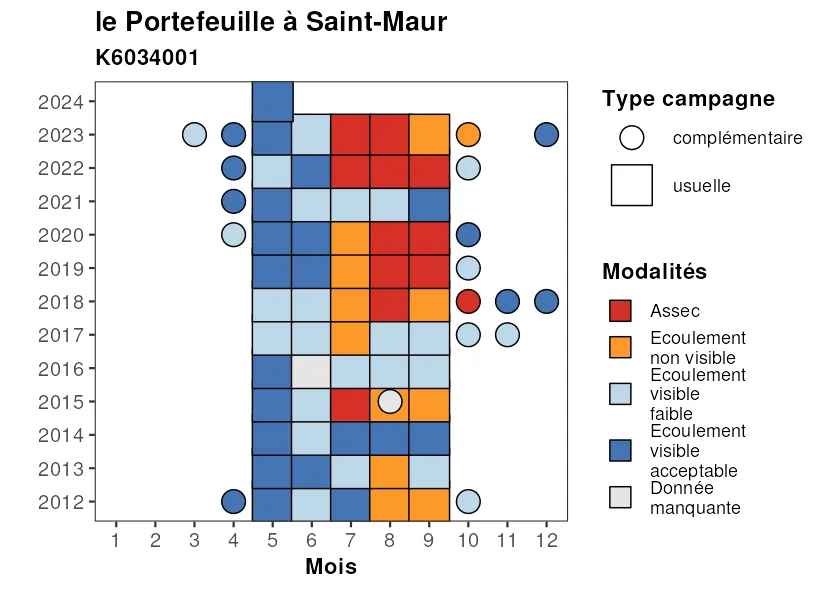 le Portefeuille à Saint-Maur
K6034001
2024
2023
2022
2021
2020
2019
2018
2017
2016
2015
2014
2013
2012
1 2 3 4 5 6 7 8 9 10 11 12
Mois
Type campagne
complémentaire
usuelle
Modalités
Assec
Ecoulement
non visible
Ecoulement
visible
faible
Ecoulement
visible
acceptable
Donnée
manquante